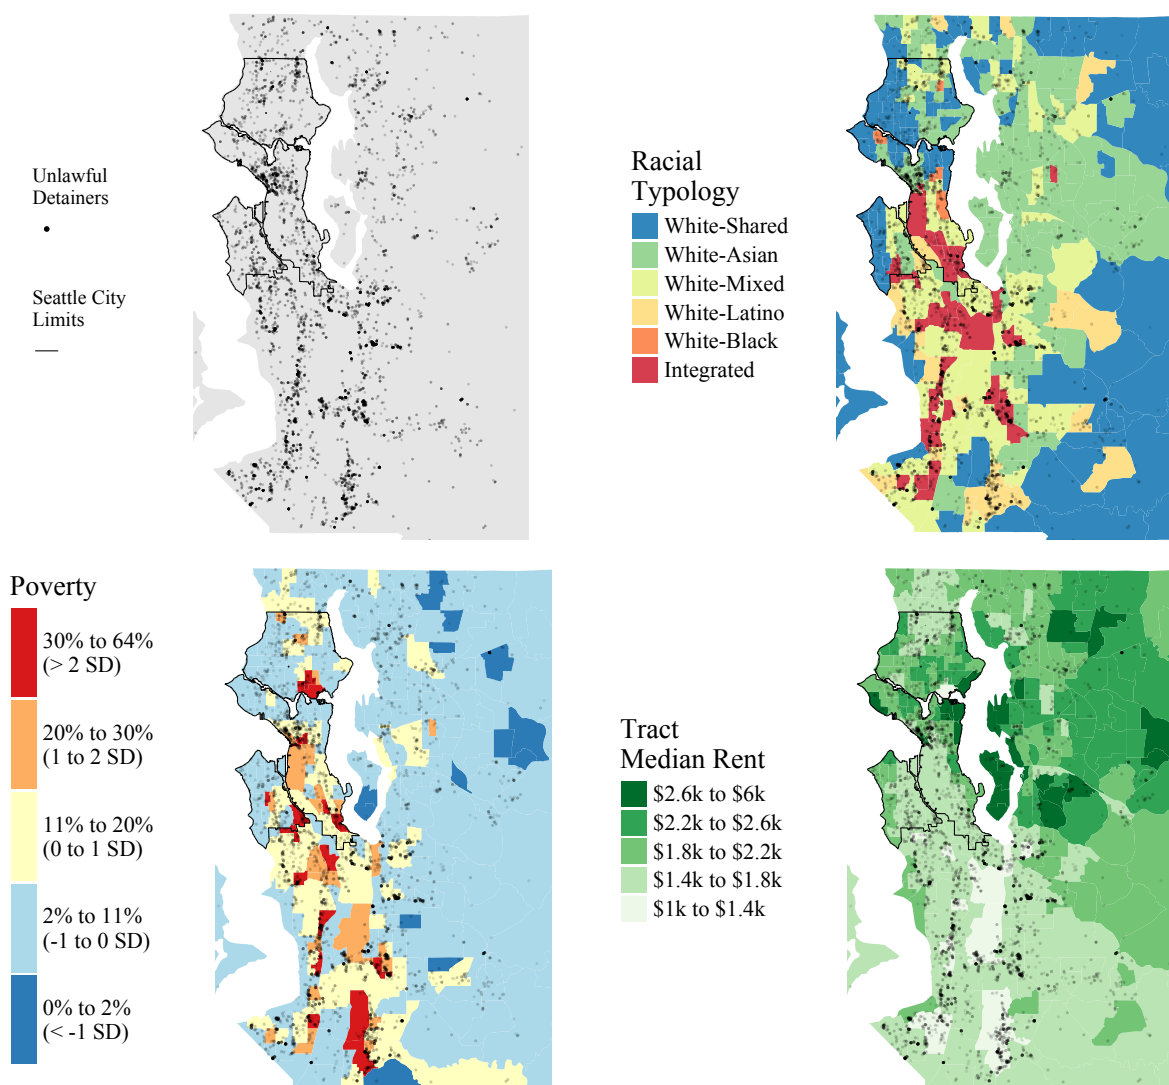 Unlawful
Detainers
Seattle City
Limits
Racial
Typology
White-Shared
White-Asian
White-Mixed
White-Latino
White-Black
Integrated
Poverty
30% to 64%
(> 2 SD)
20% to 30%
(1 to 2 SD)
11% to 20%
(0 to 1 SD)
2% to 11%
(-1 to 0 SD)
0% to 2%
(< -1 SD)
Tract
Median Rent
$2.6k to $6k
$2.2k to $2.6k
$1.8k to $2.2k
$1.4k to $1.8k
$1k to $1.4k